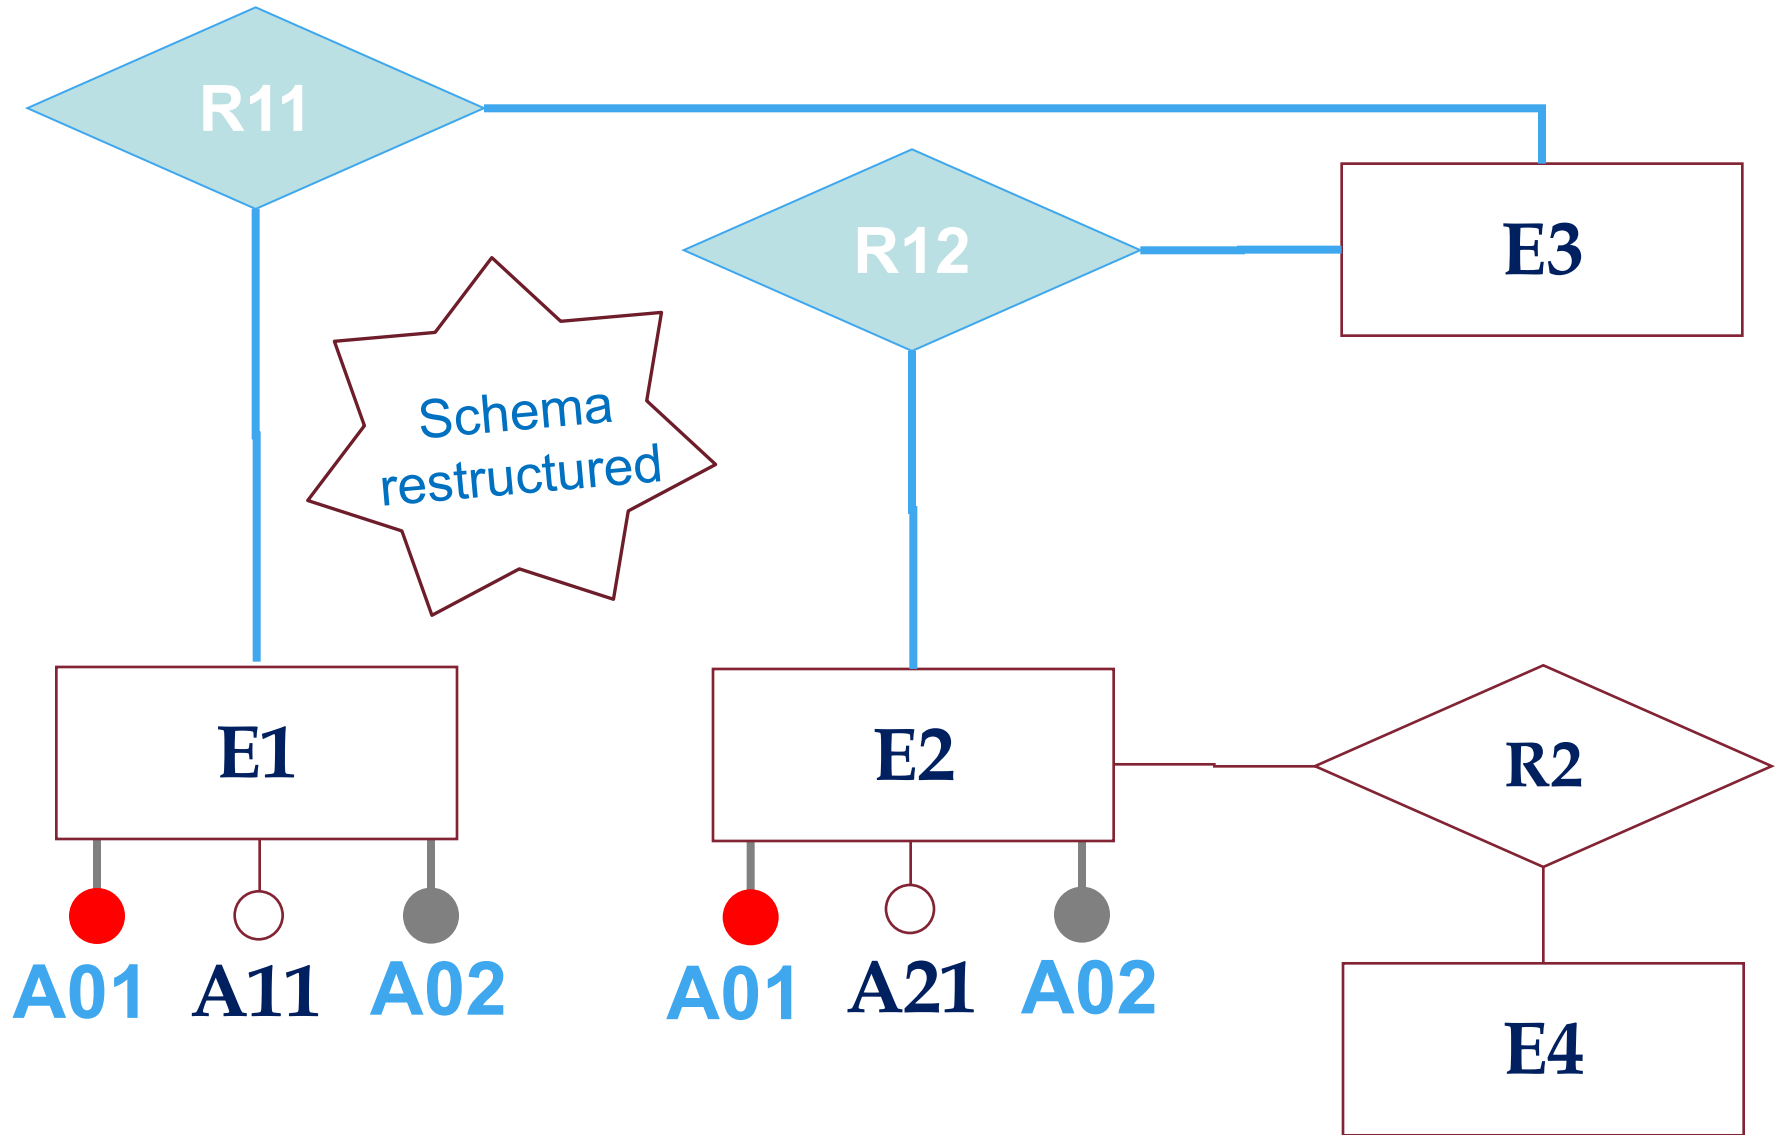 R11
R12
E3
Schema
restructured
E1
E2
R2
A01
A11
A02
A01
A21
A02
E4